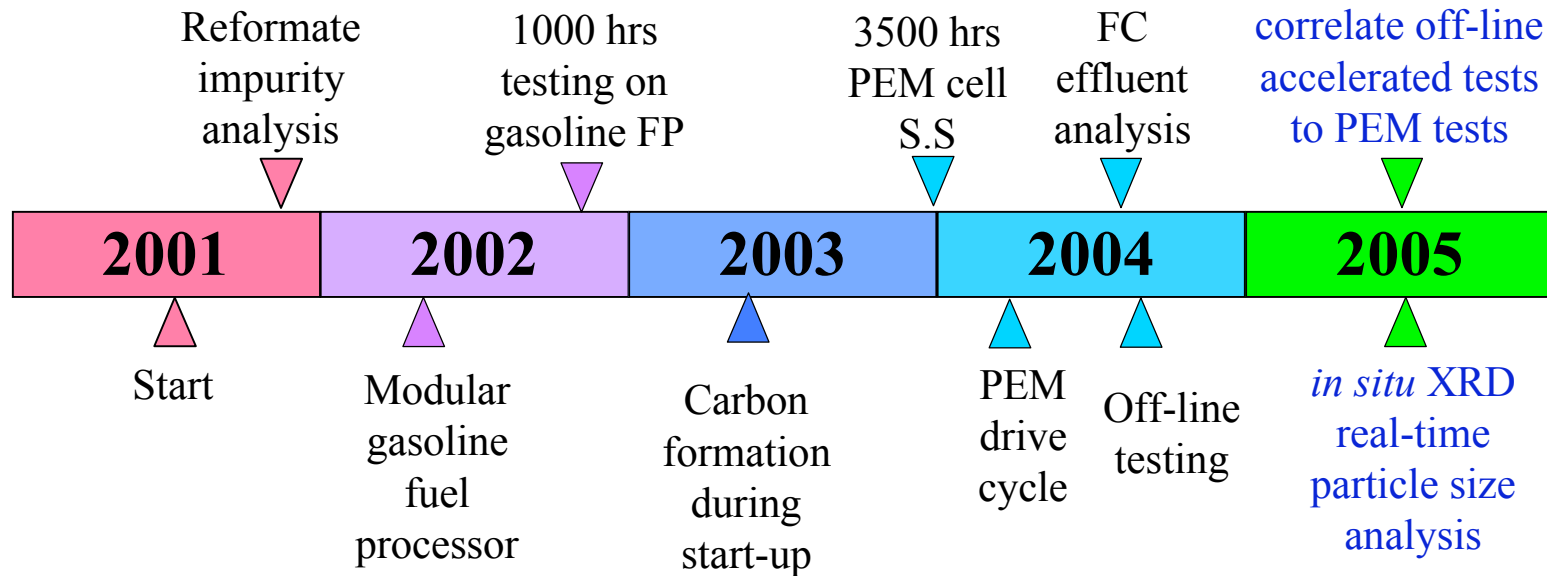 Reformate
impurity
analysis
1000 hrs
testing on
gasoline FP
3500 hrs
PEM cell
S.S
FC
effluent
analysis
correlate off-line
accelerated tests
to PEM tests
2001
2002
2003
2004
2005
Start
Modular
gasoline
fuel
processor
Carbon
formation
during
start-up
PEM
drive
cycle
Off-line
testing
in situ XRD
real-time
particle size
analysis